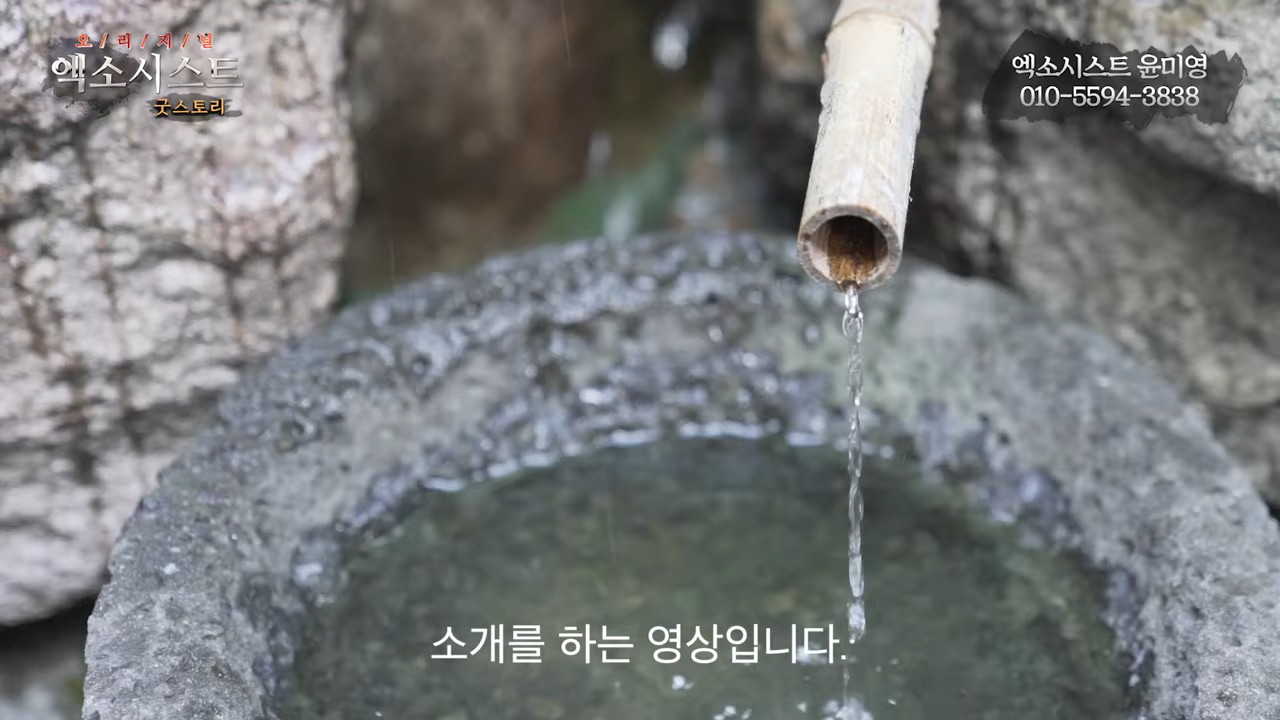 오/리/지/널
엑소시스트
굿스토리
엑소시스트 윤미영
010-5594-3838
소개를 하는 영상입니다.